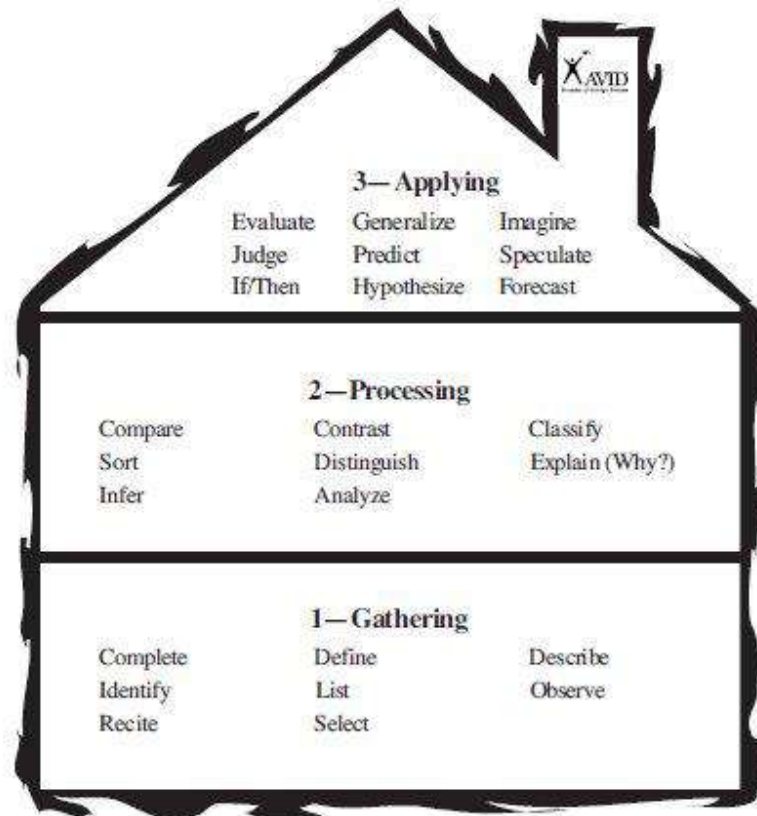 AVID
3—Applying
Evaluate Generalize Imagine
Judge Predict Speculate
If/Then Hypothesize Forecast
2—Processing
Compare Contrast Classify
Sort Distinguish Explain (Why?)
Infer Analyze
1—Gathering
Complete Define Describe
Identify List Observe
Recite Select